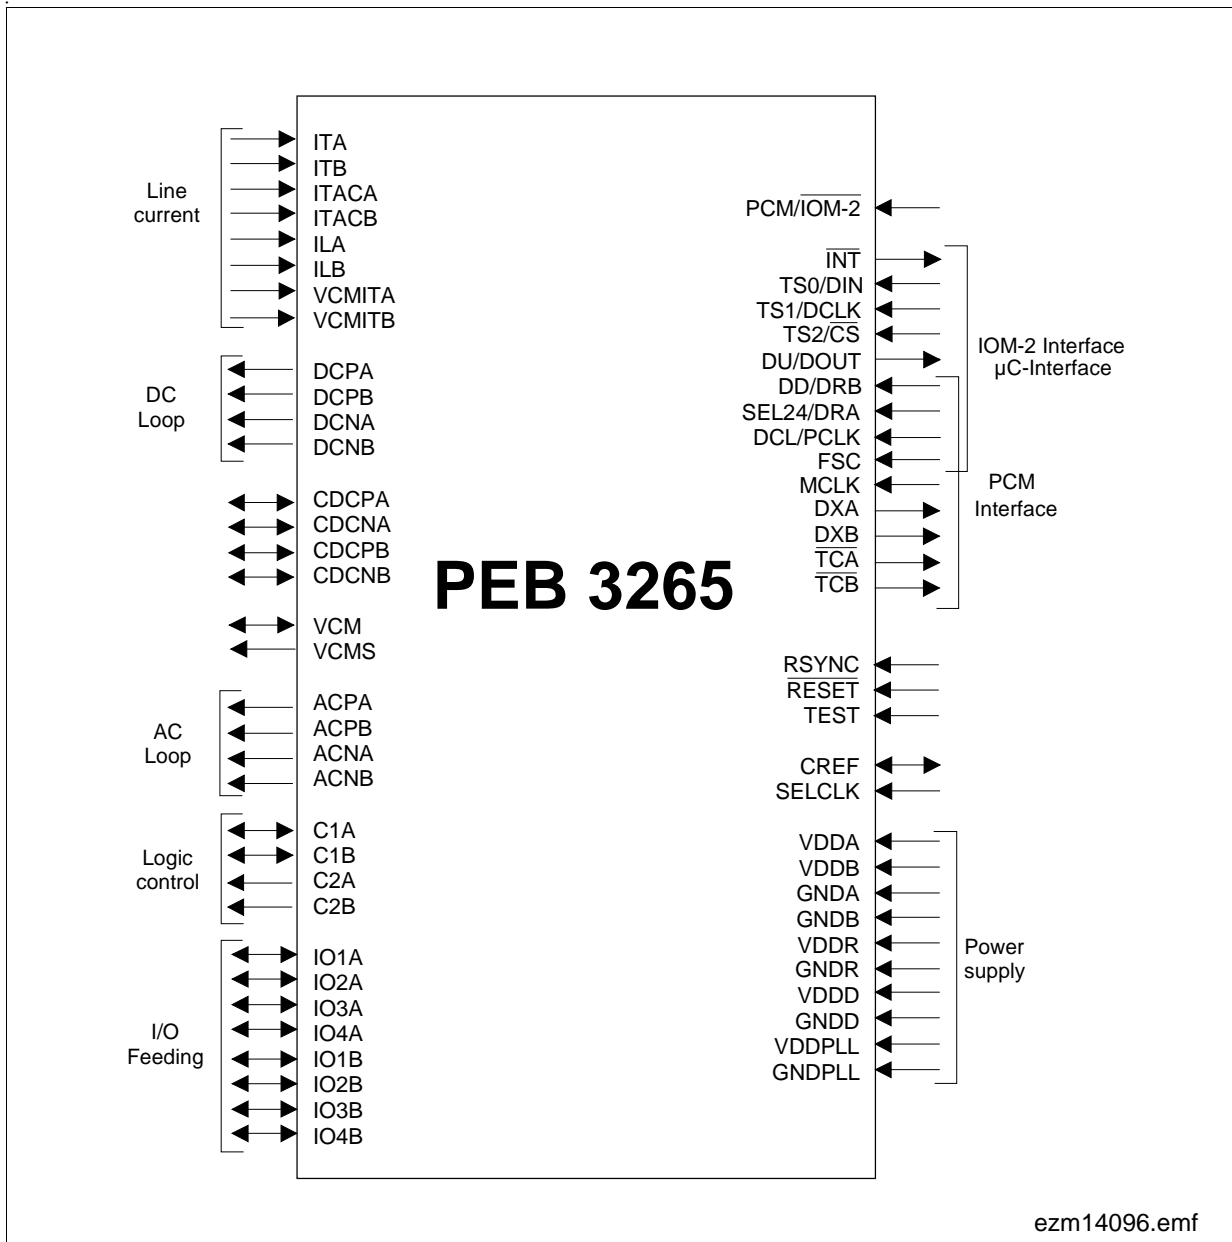 Line
current
ITA
ITB
ITACA
ITACB
ILA
ILB
VCMITA
VCMITB
DC
Loop
DCPA
DCPB
DCNA
DCNB
CDCPA
CDCNA
CDCPB
CDCNB
VCM
VCMS
AC
Loop
ACPA
ACPB
ACNA
ACNB
Logic
control
C1A
C1B
C2A
C2B
I/O
Feeding
IO1A
IO2A
IO3A
IO4A
IO1B
IO2B
IO3B
IO4B
PEB 3265
PCM/IOM-2
INT
TS0/DIN
TS1/DCLK
TS2/CS
DU/DOUT
DD/DRB
SEL24/DRA
DCL/PCLK
FSC
MCLK
DXA
DXB
TCA
TCB
IOM-2 Interface
µC-Interface
PCM
Interface
RSYNC
RESET
TEST
CREF
SELCLK
VDDA
VDDB
GNDA
GNDB
VDDR
GNDR
VDDD
GNDD
VDDPLL
GNDPLL
Power
supply
ezm14096.emf